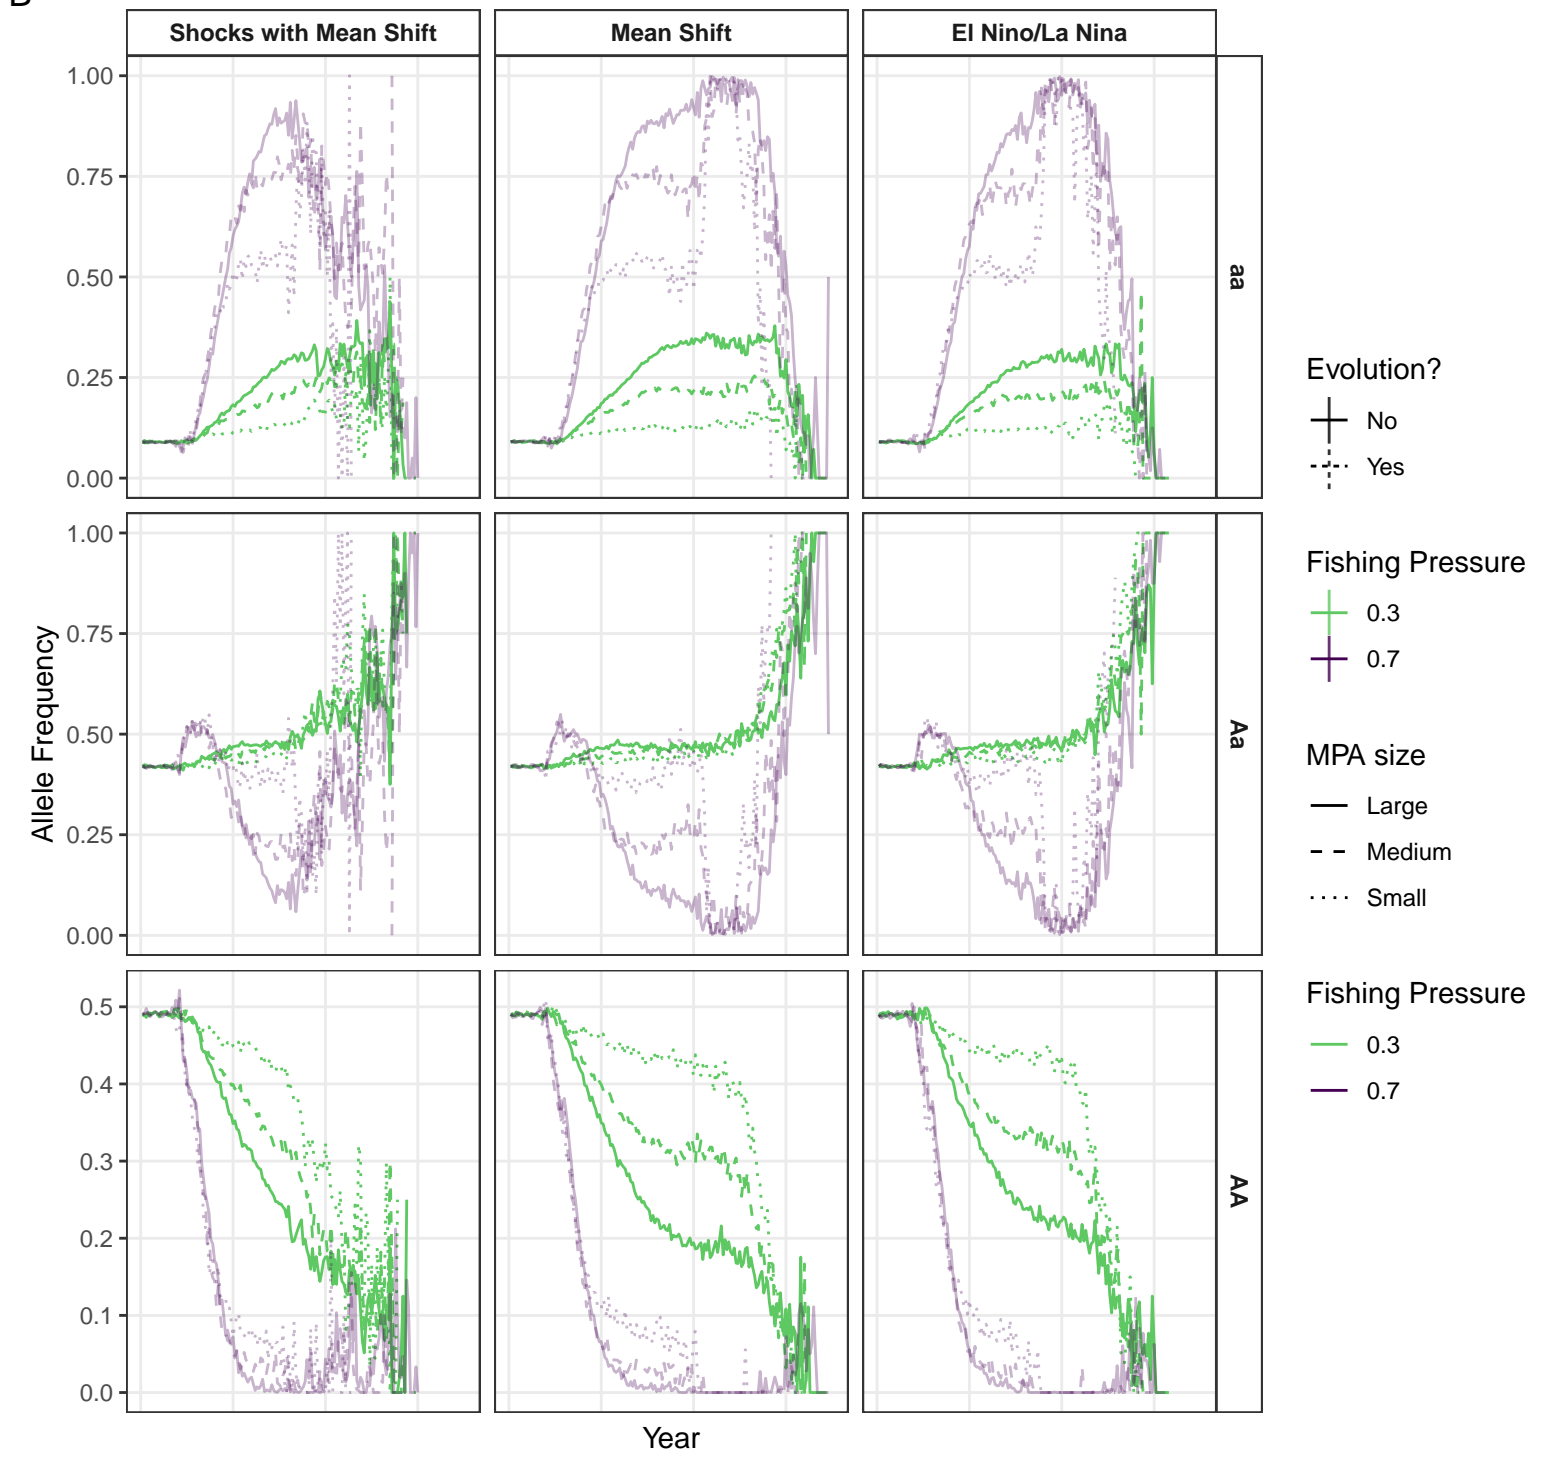 Shocks with Mean Shift
Mean Shift
El Nino/La Nina
1.00
0.75
0.50
0.25
0.00
aa
1.00
0.75
0.50
0.25
0.00
Aa
0.5
0.4
0.3
0.2
0.1
0.0
AA
Allele Frequency
Year
Evolution?
No
Yes
Fishing Pressure
0.3
0.7
MPA size
Large
Medium
Small
Fishing Pressure
0.3
0.7